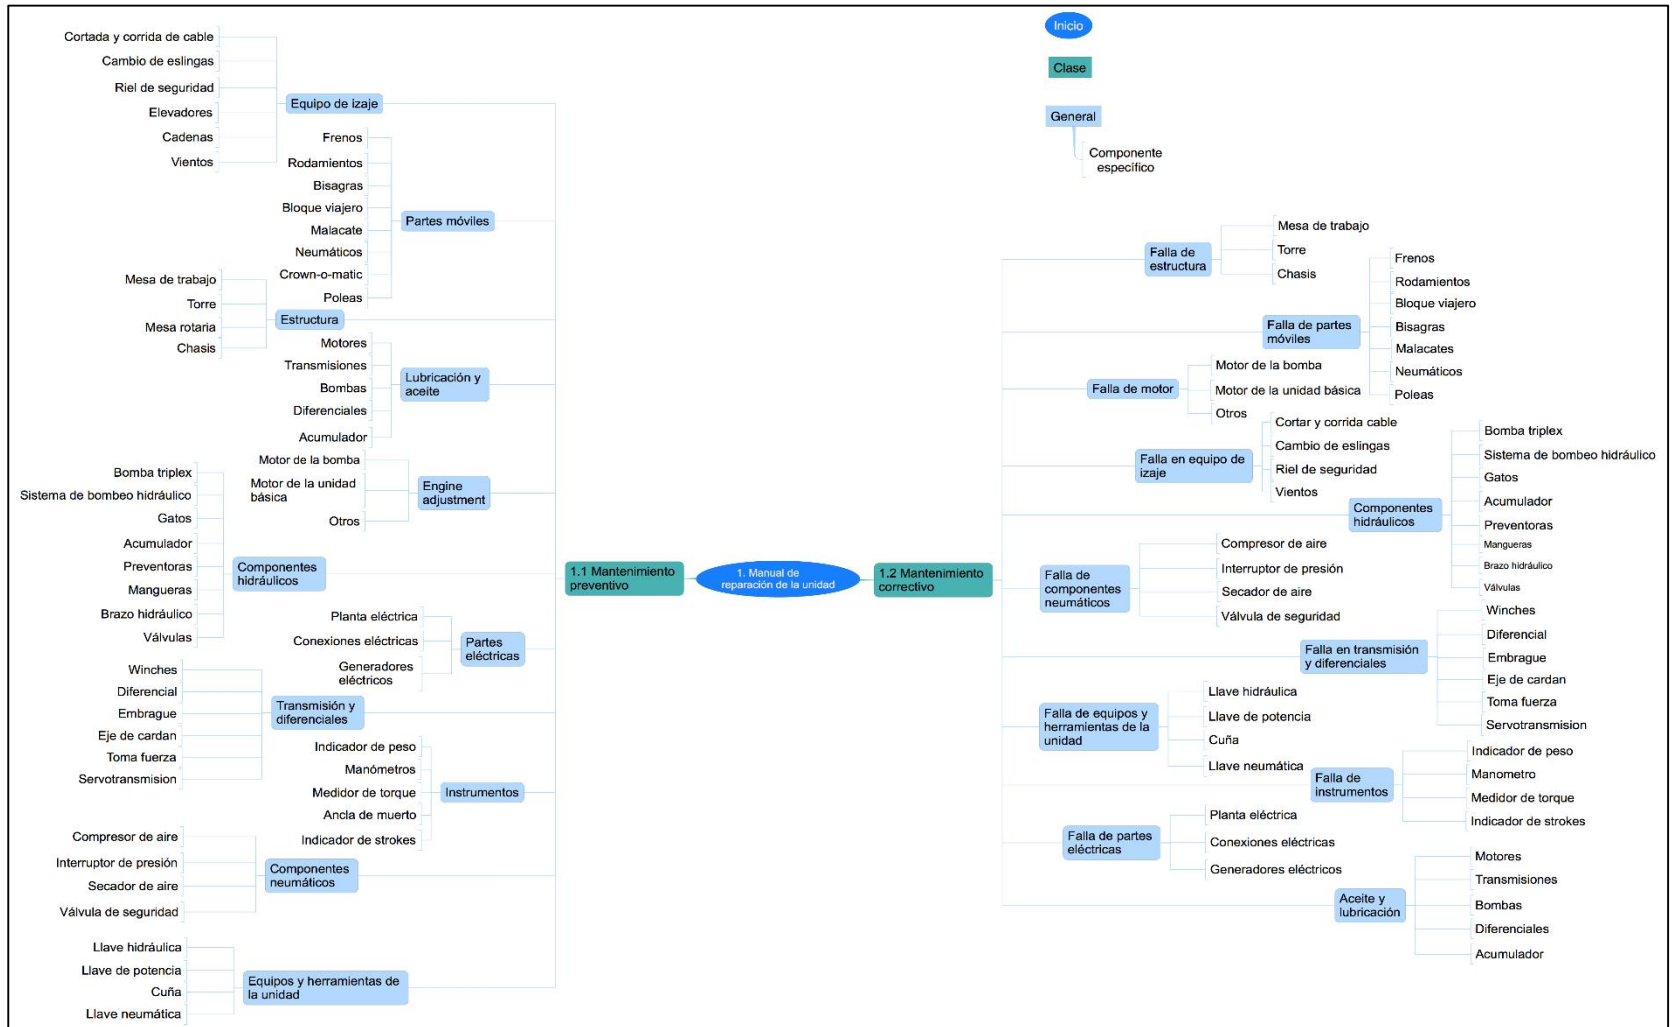 Inicio
Clase
General
Componente
específico
1. Manual de
reparación de la unidad
1.1 Mantenimiento
preventivo
Equipo de izaje
Cortada y corrida de cable
Cambio de eslingas
Riel de seguridad
Elevadores
Cadenas
Vientos
Partes móviles
Frenos
Rodamientos
Bisagras
Bloque viajero
Malacate
Neumáticos
Crown-o-matic
Poleas
Estructura
Mesa de trabajo
Torre
Mesa rotaria
Chasis
Lubricación y
aceite
Motores
Transmisiones
Bombas
Diferenciales
Acumulador
Engine
adjustment
Motor de la bomba
Motor de la unidad
básica
Otros
Componentes
hidráulicos
Bomba triplex
Sistema de bombeo hidráulico
Gatos
Acumulador
Preventoras
Mangueras
Brazo hidráulico
Válvulas
Partes
eléctricas
Planta eléctrica
Conexiones eléctricas
Generadores
eléctricos
Transmisión y
diferenciales
Winches
Diferencial
Embrague
Eje de cardan
Toma fuerza
Servotransmision
Instrumentos
Indicador de peso
Manómetros
Medidor de torque
Ancla de muerto
Indicador de strokes
Componentes
neumáticos
Compresor de aire
Interruptor de presión
Secador de aire
Válvula de seguridad
Equipos y herramientas de
la unidad
Llave hidráulica
Llave de potencia
Cuña
Llave neumática
1.2 Mantenimiento
correctivo
Falla de
estructura
Mesa de trabajo
Torre
Chasis
Falla de partes
móviles
Frenos
Rodamientos
Bloque viajero
Bisagras
Malacates
Neumáticos
Poleas
Falla de motor
Motor de la bomba
Motor de la unidad básica
Otros
Falla en equipo de
izaje
Cortar y corrida cable
Cambio de eslingas
Riel de seguridad
Vientos
Componentes
hidráulicos
Bomba triplex
Sistema de bombeo hidráulico
Gatos
Acumulador
Preventoras
Mangueras
Brazo hidráulico
Válvulas
Falla de
componentes
neumáticos
Compresor de aire
Interruptor de presión
Secador de aire
Válvula de seguridad
Falla en transmisión
y diferenciales
Winches
Diferencial
Embrague
Eje de cardan
Toma fuerza
Servotransmision
Falla de equipos y
herramientas de la
unidad
Llave hidráulica
Llave de potencia
Cuña
Llave neumática
Falla de
instrumentos
Indicador de peso
Manometro
Medidor de torque
Indicador de strokes
Falla de partes
eléctricas
Planta eléctrica
Conexiones eléctricas
Generadores eléctricos
Aceite y
lubricación
Motores
Transmisiones
Bombas
Diferenciales
Acumulador